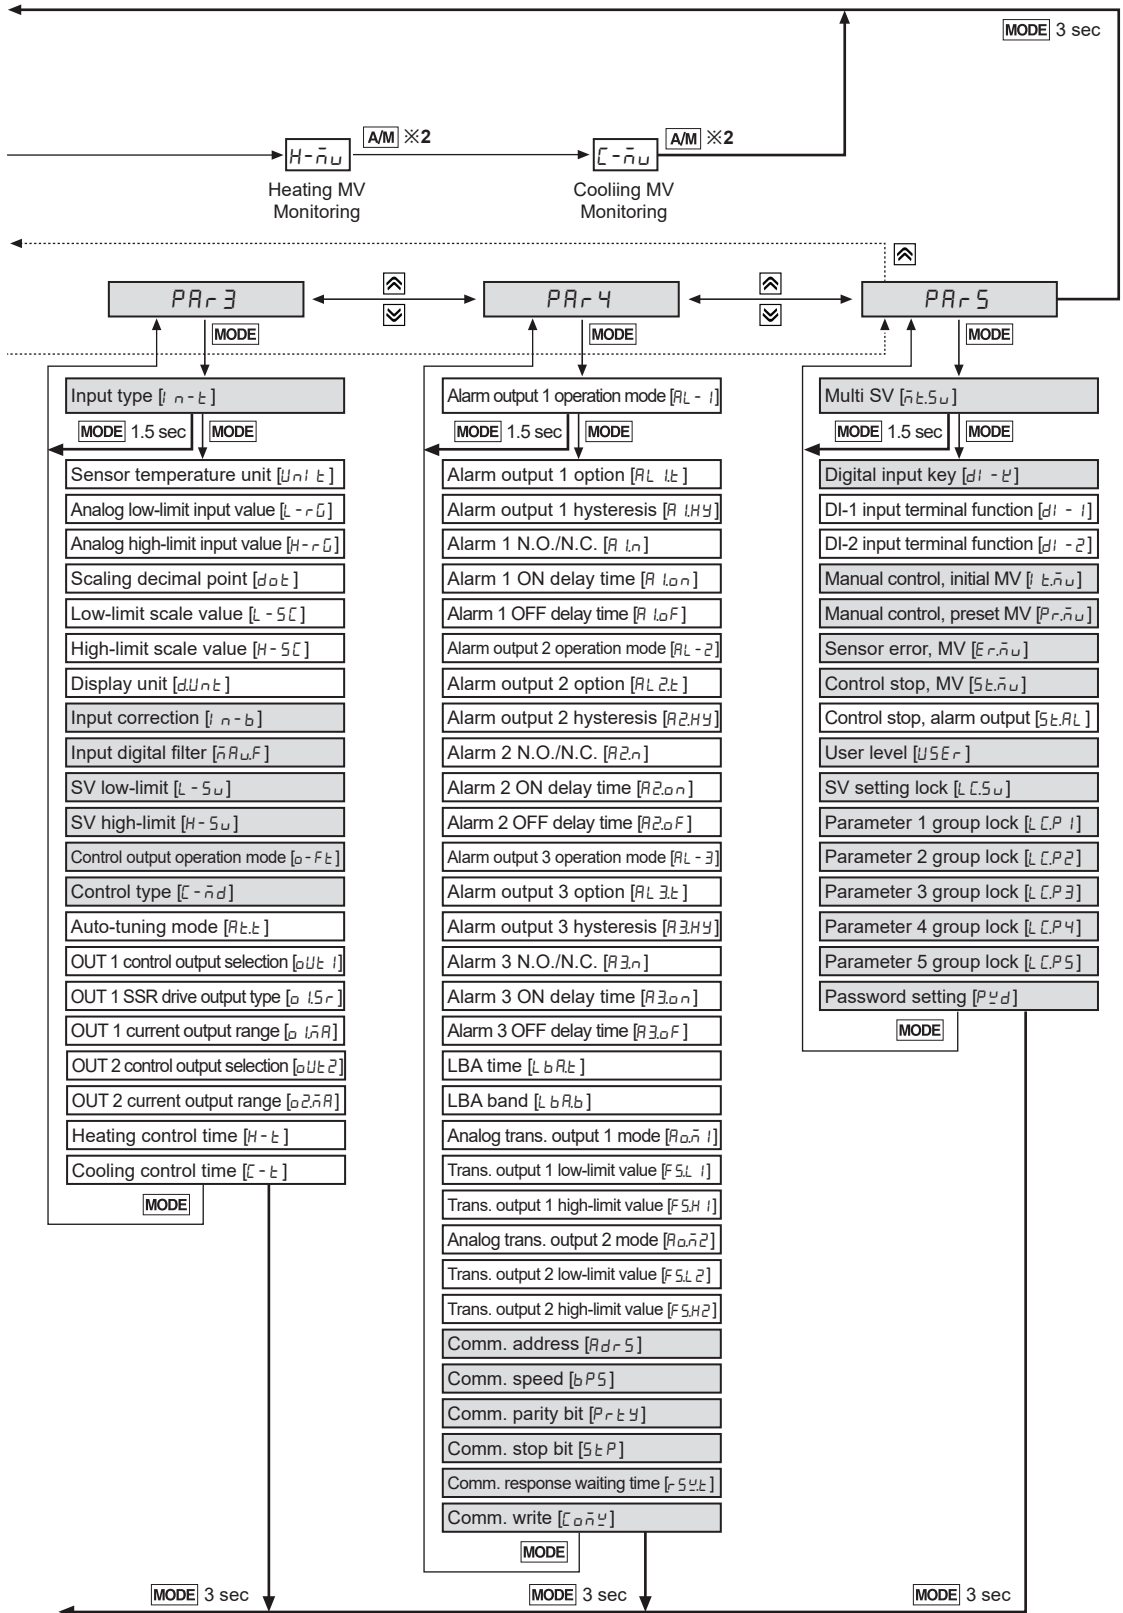 MODE 3 sec
A/M ※2
A/M ※2
H-mv
C-mv
Heating MV
Monitoring
Cooliing MV
Monitoring
PAr3
PAr4
PAr5
MODE
MODE
MODE
Input type [In-t]
MODE 1.5 sec MODE
Sensor temperature unit [UnIt]
Analog low-limit input value [L-rG]
Analog high-limit input value [H-rG]
Scaling decimal point [dot]
Low-limit scale value [L-SC]
High-limit scale value [H-SC]
Display unit [d.Unt]
Input correction [In-b]
Input digital filter [mAv.F]
SV low-limit [L-Sv]
SV high-limit [H-Sv]
Control output operation mode [o-Ft]
Control type [C-md]
Auto-tuning mode [At.t]
OUT 1 control output selection [oUt1]
OUT 1 SSR drive output type [o1.Sr]
OUT 1 current output range [o1.mA]
OUT 2 control output selection [oUt2]
OUT 2 current output range [o2.mA]
Heating control time [H-t]
Cooling control time [C-t]
MODE
MODE 3 sec
Alarm output 1 operation mode [AL-1]
MODE 1.5 sec MODE
Alarm output 1 option [AL1.t]
Alarm output 1 hysteresis [A1.HY]
Alarm 1 N.O./N.C. [A1.n]
Alarm 1 ON delay time [A1.on]
Alarm 1 OFF delay time [A1.oF]
Alarm output 2 operation mode [AL-2]
Alarm output 2 option [AL2.t]
Alarm output 2 hysteresis [A2.HY]
Alarm 2 N.O./N.C. [A2.n]
Alarm 2 ON delay time [A2.on]
Alarm 2 OFF delay time [A2.oF]
Alarm output 3 operation mode [AL-3]
Alarm output 3 option [AL3.t]
Alarm output 3 hysteresis [A3.HY]
Alarm 3 N.O./N.C. [A3.n]
Alarm 3 ON delay time [A3.on]
Alarm 3 OFF delay time [A3.oF]
LBA time [LbA.t]
LBA band [LbA.b]
Analog trans. output 1 mode [Ao.m1]
Trans. output 1 low-limit value [FS.L1]
Trans. output 1 high-limit value [FS.H1]
Analog trans. output 2 mode [Ao.m2]
Trans. output 2 low-limit value [FS.L2]
Trans. output 2 high-limit value [FS.H2]
Comm. address [AdrS]
Comm. speed [bPS]
Comm. parity bit [PrtY]
Comm. stop bit [StP]
Comm. response waiting time [rSW.t]
Comm. write [ComW]
MODE
MODE 3 sec
Multi SV [mt.Sv]
MODE 1.5 sec MODE
Digital input key [dI-K]
DI-1 input terminal function [dI-1]
DI-2 input terminal function [dI-2]
Manual control, initial MV [It.mv]
Manual control, preset MV [Pr.mv]
Sensor error, MV [Er.mv]
Control stop, MV [St.mv]
Control stop, alarm output [St.AL]
User level [USEr]
SV setting lock [LC.Sv]
Parameter 1 group lock [LC.P1]
Parameter 2 group lock [LC.P2]
Parameter 3 group lock [LC.P3]
Parameter 4 group lock [LC.P4]
Parameter 5 group lock [LC.P5]
Password setting [PWd]
MODE
MODE 3 sec